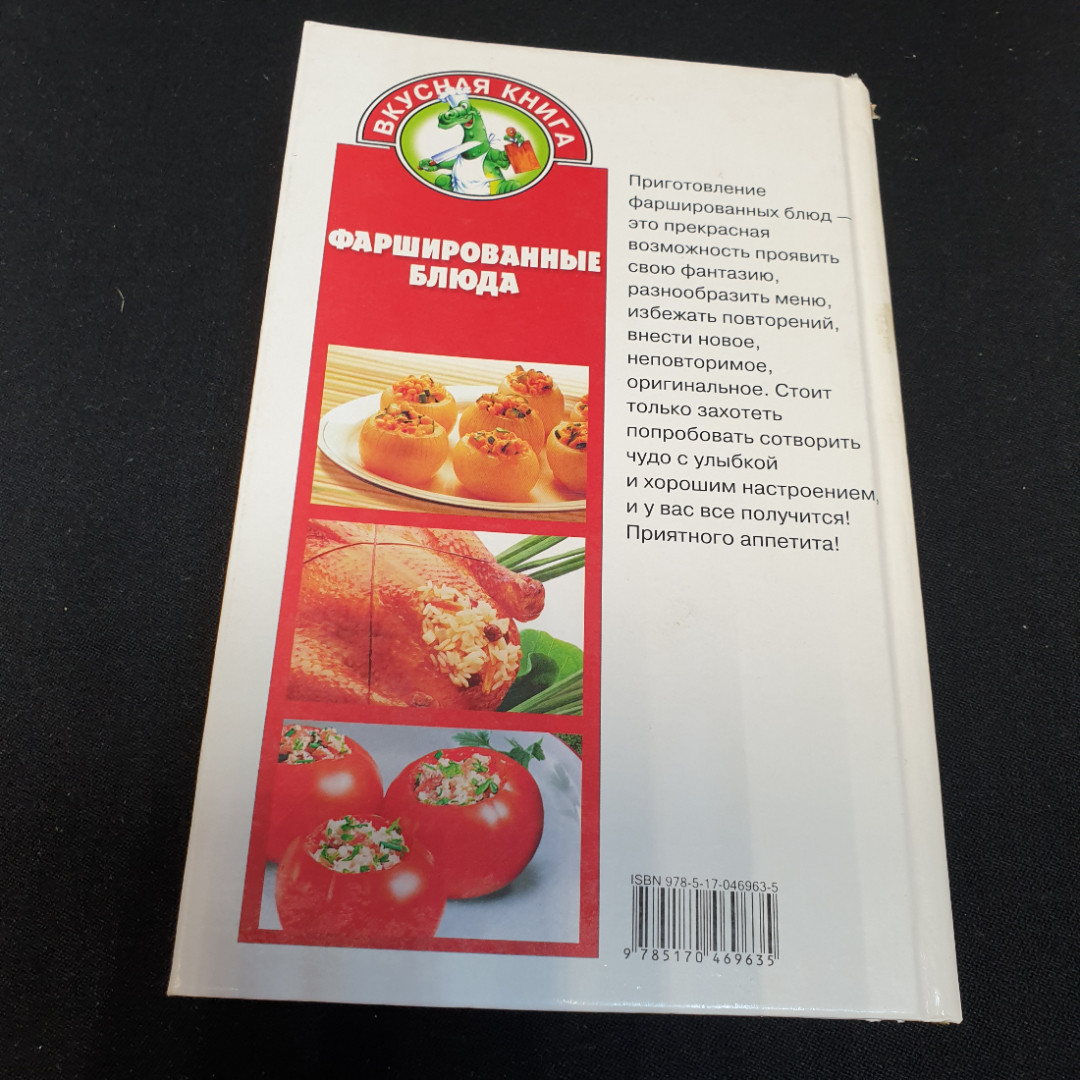 ВКУСНАЯ КНИГА
ФАРШИРОВАННЫЕ
БЛЮДА
Приготовление
фаршированных блюд —
это прекрасная
возможность проявить
свою фантазию,
разнообразить меню,
избежать повторений,
внести новое,
неповторимое,
оригинальное. Стоит
только захотеть
попробовать сотворить
чудо с улыбкой
и хорошим настроением,
и у вас все получится!
Приятного аппетита!
ISBN 978-5-17-046963-5
9 785170 469635